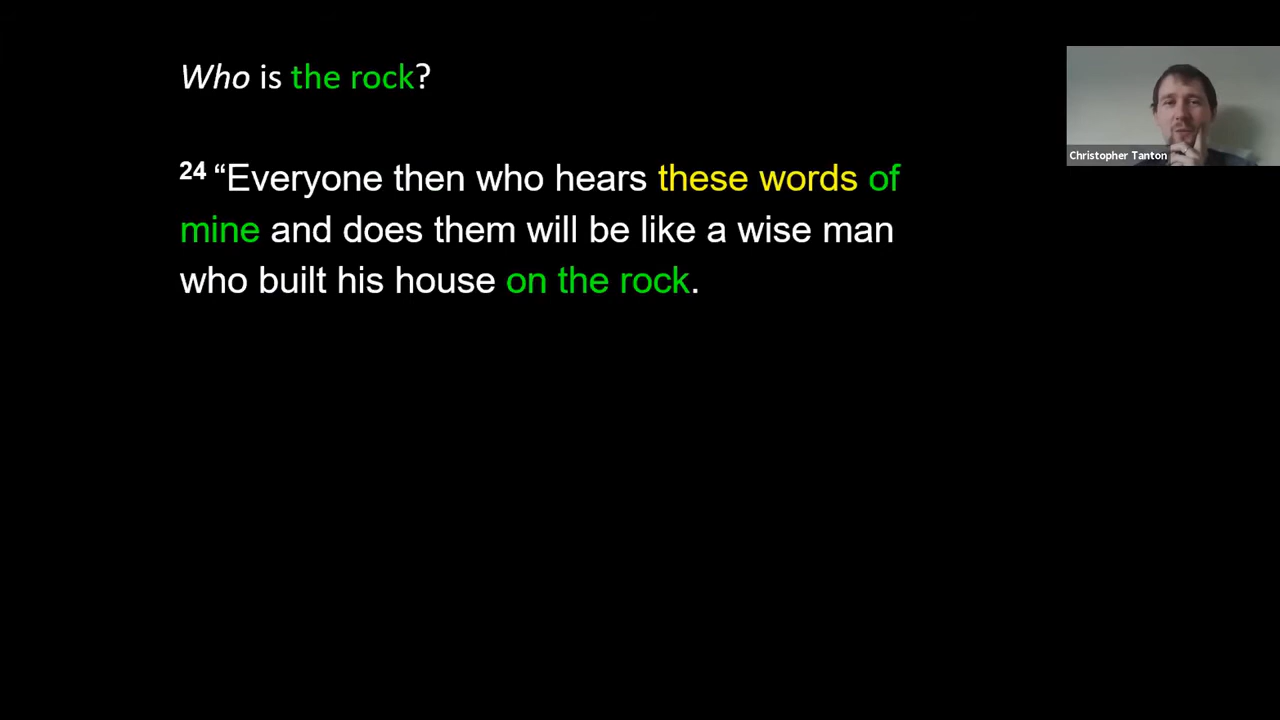 Who is the rock?
24 “Everyone then who hears these words of
mine and does them will be like a wise man
who built his house on the rock.
Christopher Tanton